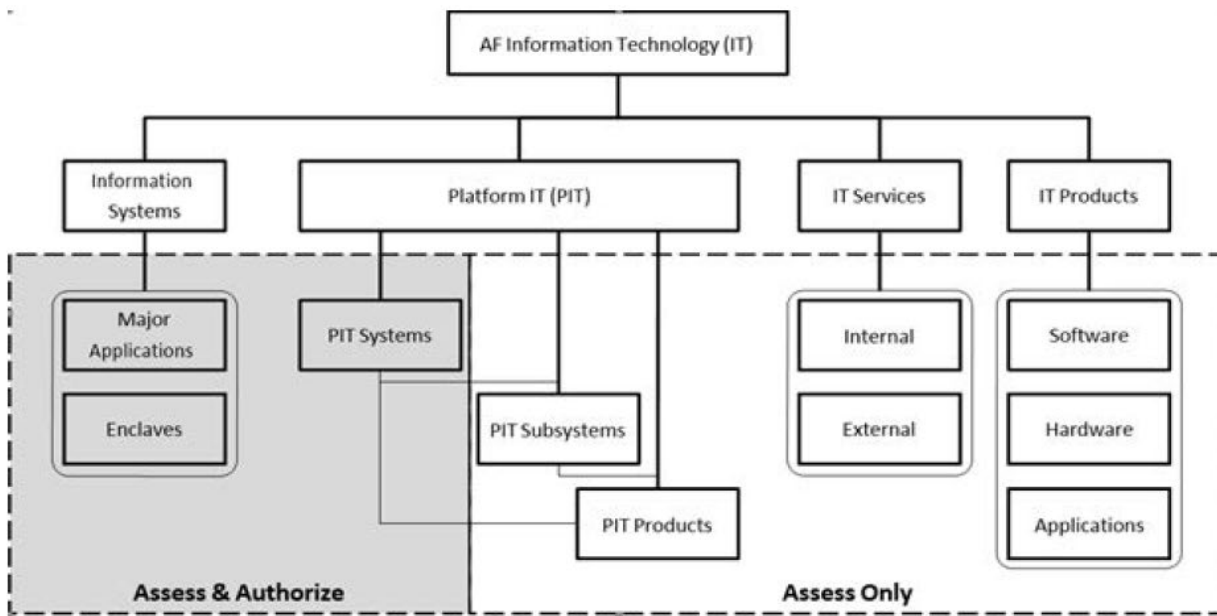 AF Information Technology (IT)
Information
Systems
Platform IT (PIT)
IT Services
IT Products
Major
Applications
PIT Systems
Internal
Software
Enclaves
PIT Subsystems
External
Hardware
PIT Products
Applications
Assess & Authorize
Assess Only